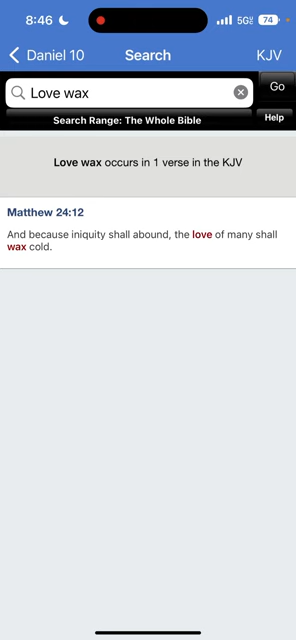 8:46
5G
74
Daniel 10
Search
KJV
Love wax
Go
Search Range: The Whole Bible
Help
Love wax occurs in 1 verse in the KJV
Matthew 24:12
And because iniquity shall abound, the love of many shall
wax cold.